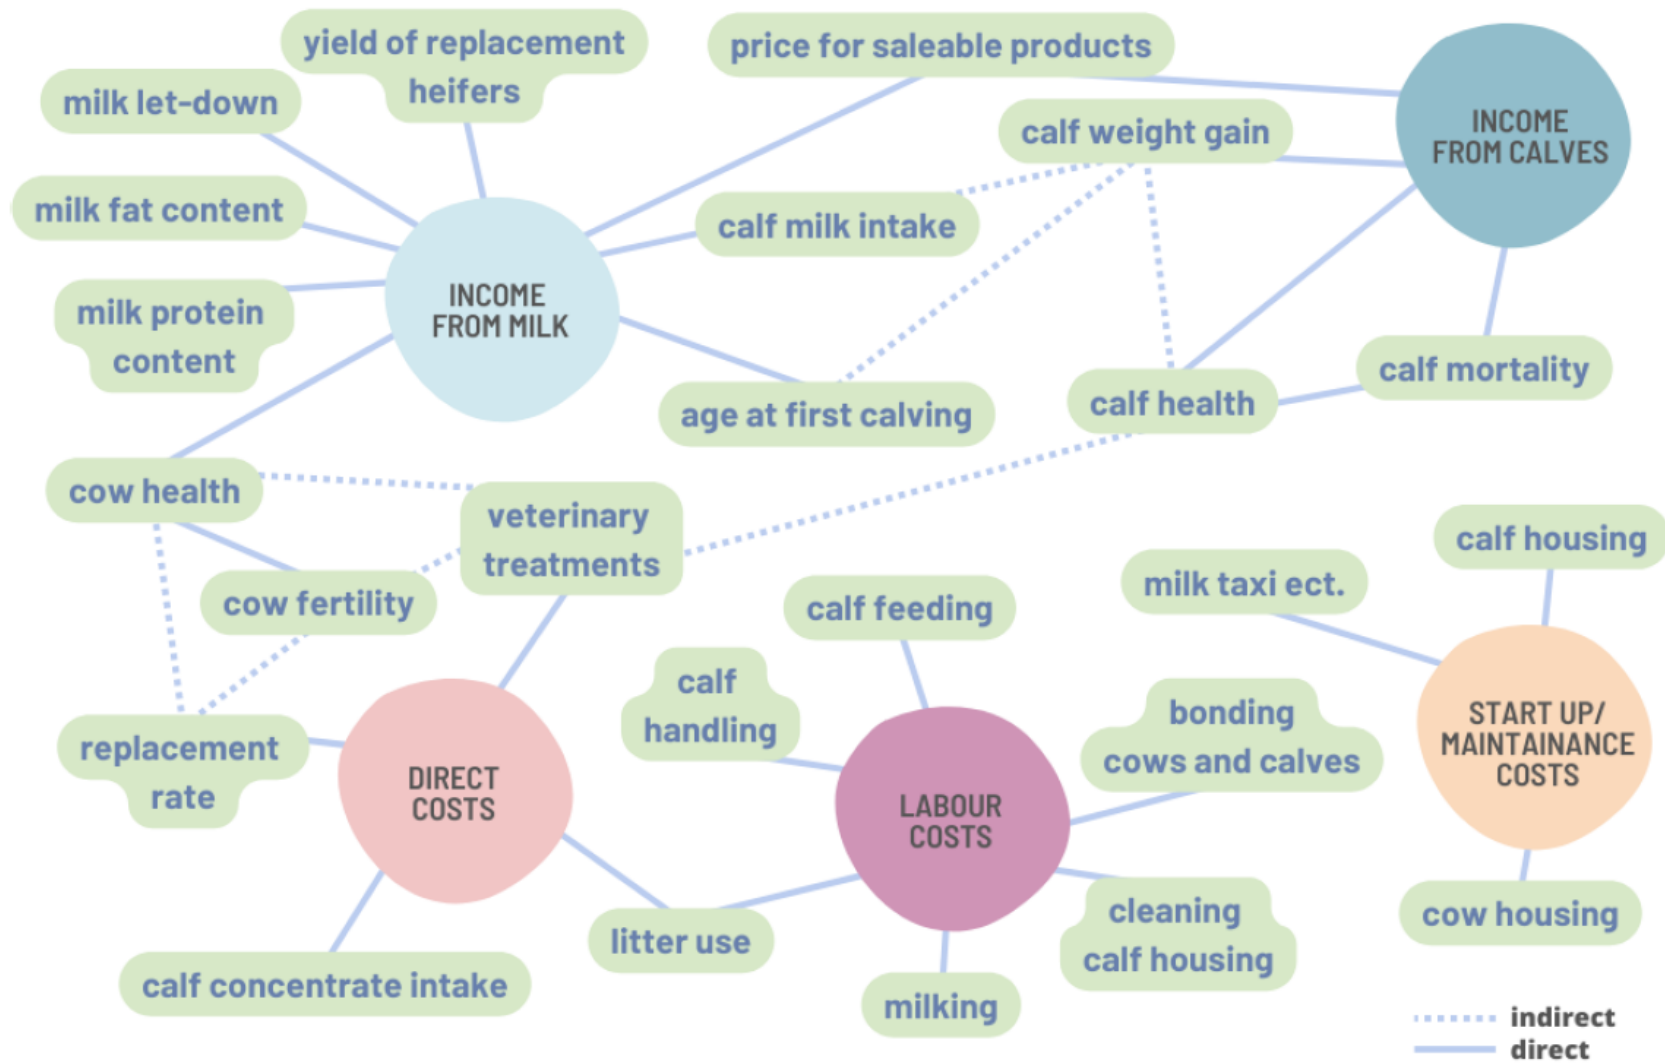 yield of replacement
heifers
price for saleable products
milk let-down
calf weight gain
INCOME
FROM CALVES
milk fat content
calf milk intake
milk protein
content
INCOME
FROM MILK
age at first calving
calf health
calf mortality
cow health
veterinary
treatments
cow fertility
calf housing
milk taxi ect.
calf feeding
calf
handling
replacement
rate
DIRECT
COSTS
LABOUR
COSTS
bonding
cows and calves
START UP/
MAINTAINANCE
COSTS
litter use
cleaning
calf housing
cow housing
calf concentrate intake
milking
indirect
direct